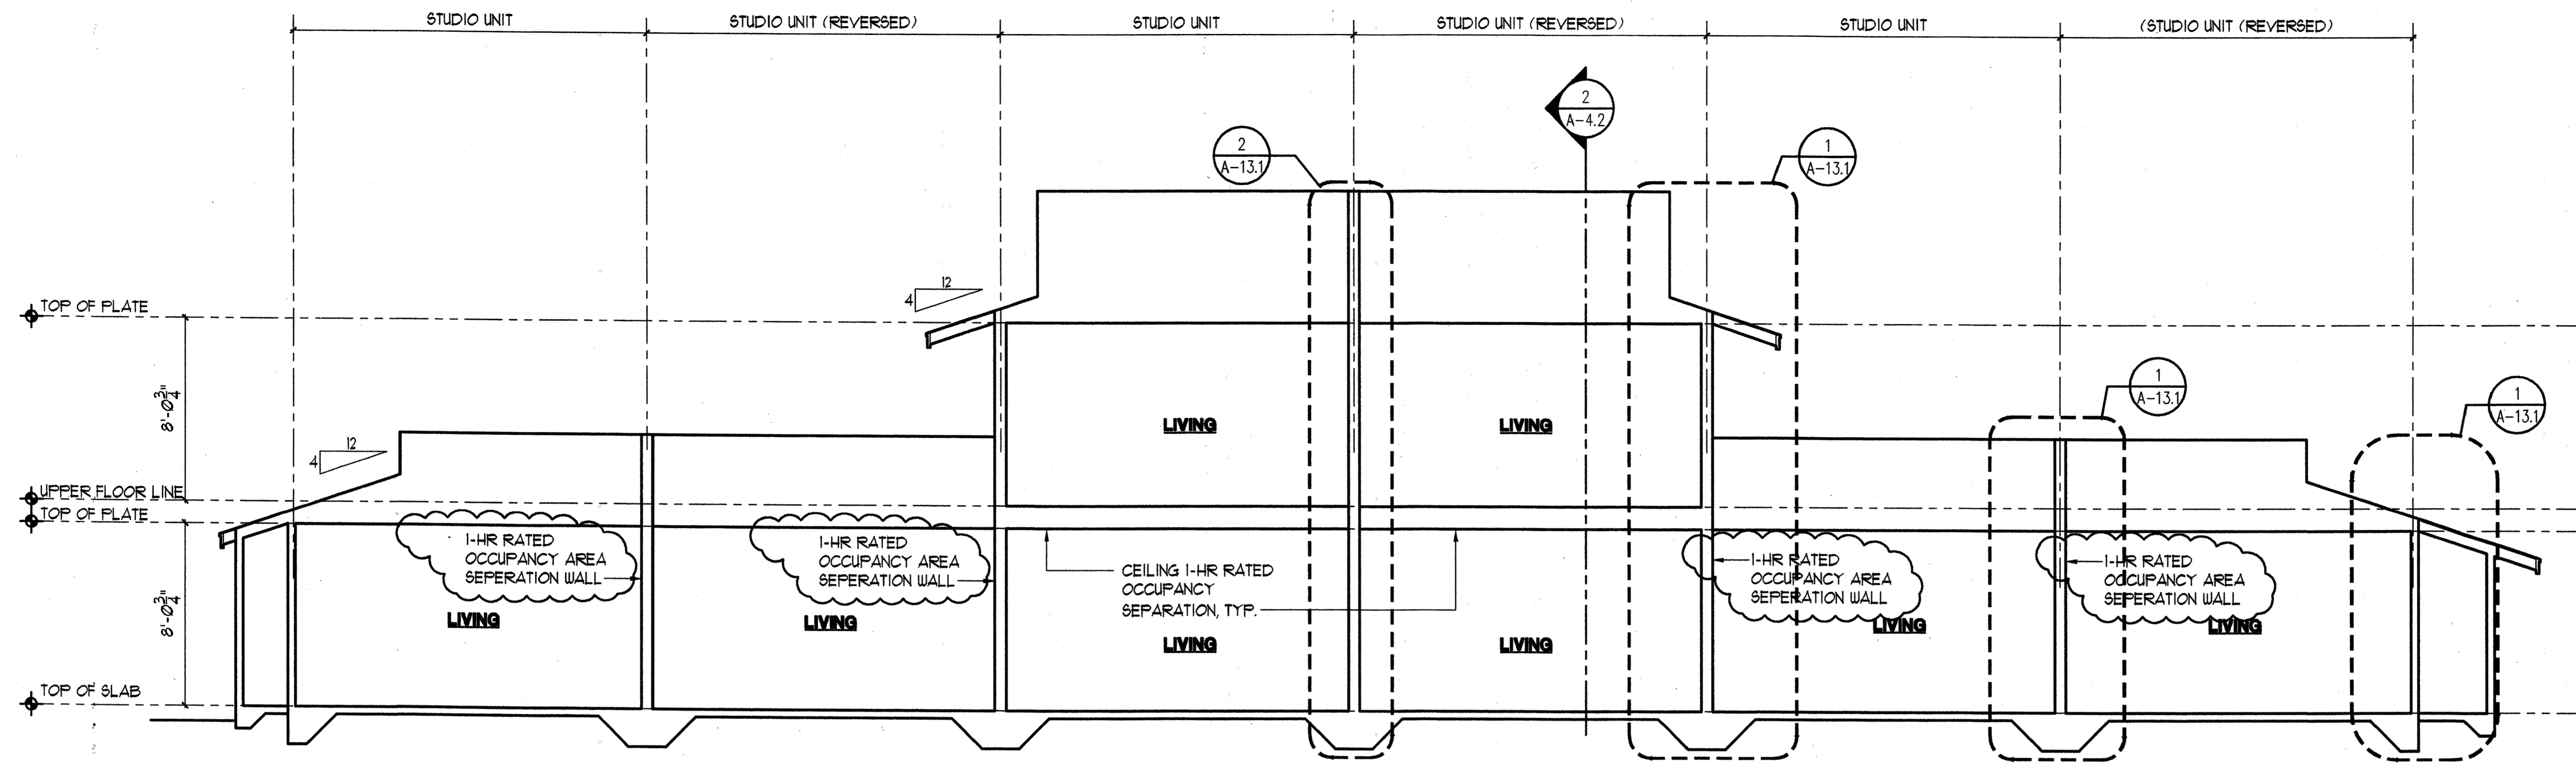 STUDIO UNIT
STUDIO UNIT (REVERSED)
STUDIO UNIT
STUDIO UNIT (REVERSED)
STUDIO UNIT
(STUDIO UNIT (REVERSED)
2
A-4.2
2
A-13.1
1
A-13.1
12
4
TOP OF PLATE
8'-0 3/4"
1
A-13.1
1
A-13.1
LIVING
LIVING
12
4
UPPER FLOOR LINE
TOP OF PLATE
1-HR RATED
OCCUPANCY AREA
SEPERATION WALL
1-HR RATED
OCCUPANCY AREA
SEPERATION WALL
CEILING 1-HR RATED
OCCUPANCY
SEPARATION, TYP.
1-HR RATED
OCCUPANCY AREA
SEPERATION WALL
1-HR RATED
OCCUPANCY AREA
SEPERATION WALL
8'-0 3/4"
LIVING
LIVING
LIVING
LIVING
LIVING
LIVING
TOP OF SLAB